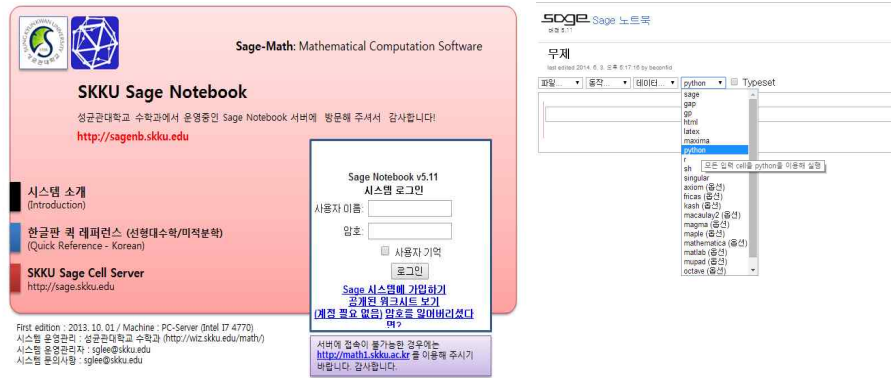 Sage-Math: Mathematical Computation Software
SKKU Sage Notebook
성균관대학교 수학과에서 운영중인 Sage Notebook 서버에 방문해 주셔서 감사합니다!
http://sagenb.skku.edu
시스템 소개
(Introduction)
한글판 퀵 레퍼런스 (선형대수학/미적분학)
(Quick Reference - Korean)
SKKU Sage Cell Server
http://sage.skku.edu
Sage Notebook v5.11
시스템 로그인
사용자 이름:
암호:
사용자 기억
로그인
Sage 시스템에 가입하기
공개된 워크시트 보기
(계정 필요 없음) 암호를 잃어버리셨다
면?
서버에 접속이 불가능한 경우에는
http://math1.skku.ac.kr 를 이용해 주시기
바랍니다. 감사합니다.
First edition : 2013. 10. 01 / Machine : PC-Server (Intel I7 4770)
시스템 운영관리 : 성균관대학교 수학과 (http://wiz.skku.edu/math/)
시스템 운영관리자 : sglee@skku.edu
시스템 문의사항 : sglee@skku.edu
sage Sage 노트북
버전 5.11
무제
last edited 2014. 6. 3. 오후 6:17:16 by
파일... 동작... 데이터... python Typeset
sage
gap
gp
html
latex
maxima
python
모든 입력 cell을 python를 이용해 실행
r
sh
singular
axiom (옵션)
fricas (옵션)
kash (옵션)
macaulay2 (옵션)
magma (옵션)
maple (옵션)
mathematica (옵션)
matlab (옵션)
mupad (옵션)
octave (옵션)